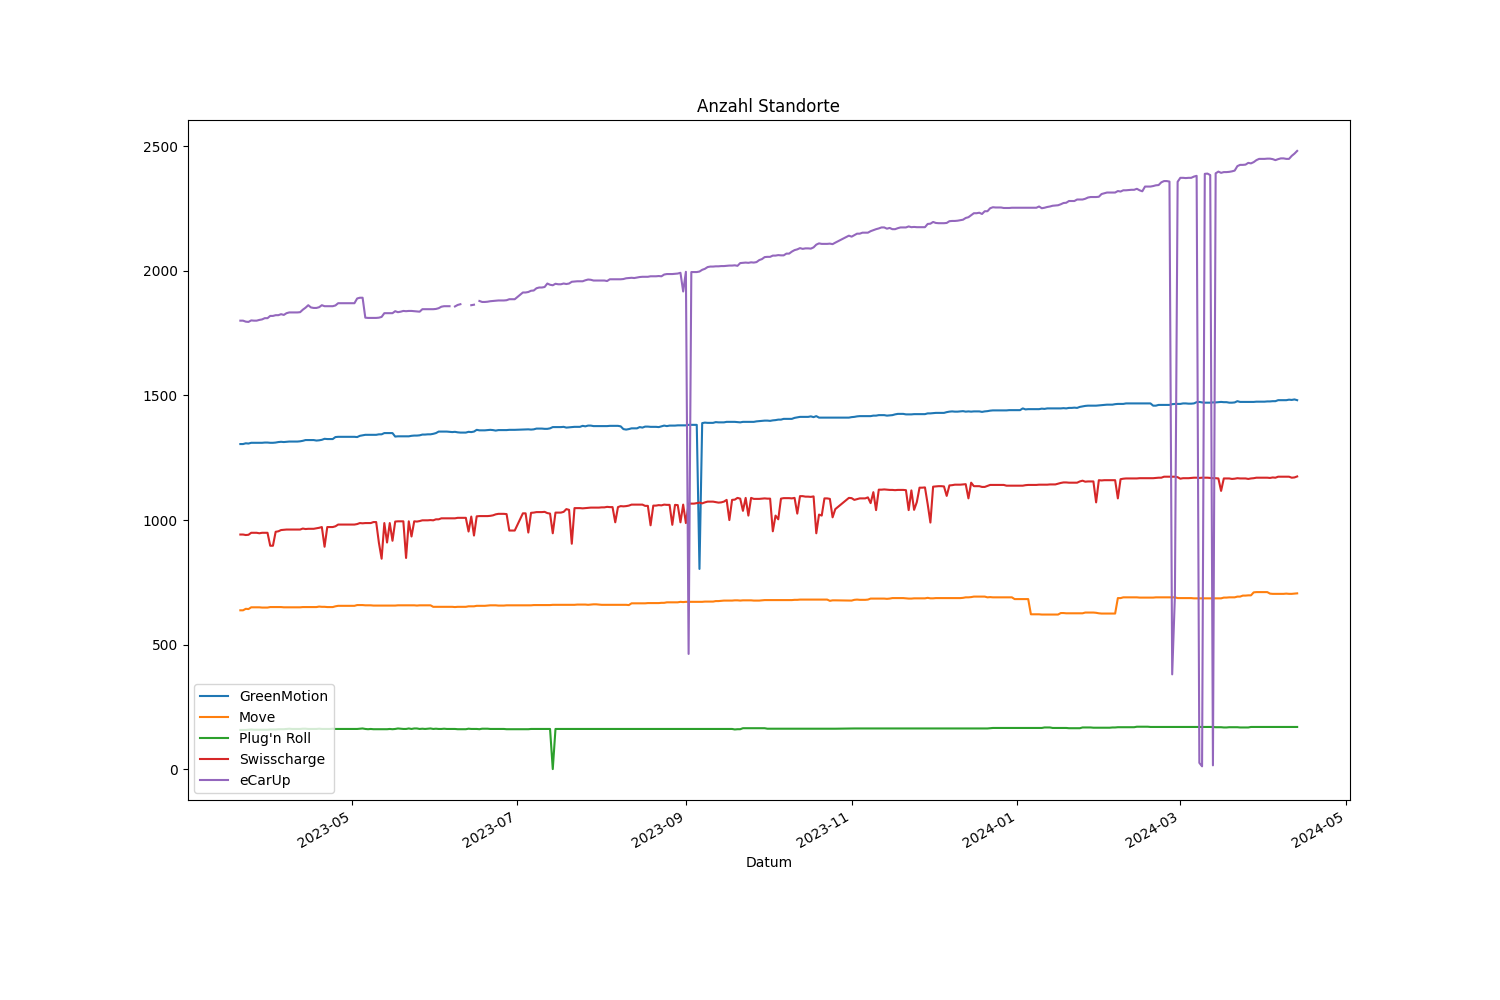 Anzahl Standorte
2500
2000
1500
1000
500
0
GreenMotion
Move
Plug'n Roll
Swisscharge
eCarUp
2023-05
2023-07
2023-09
2023-11
2024-01
2024-03
2024-05
Datum